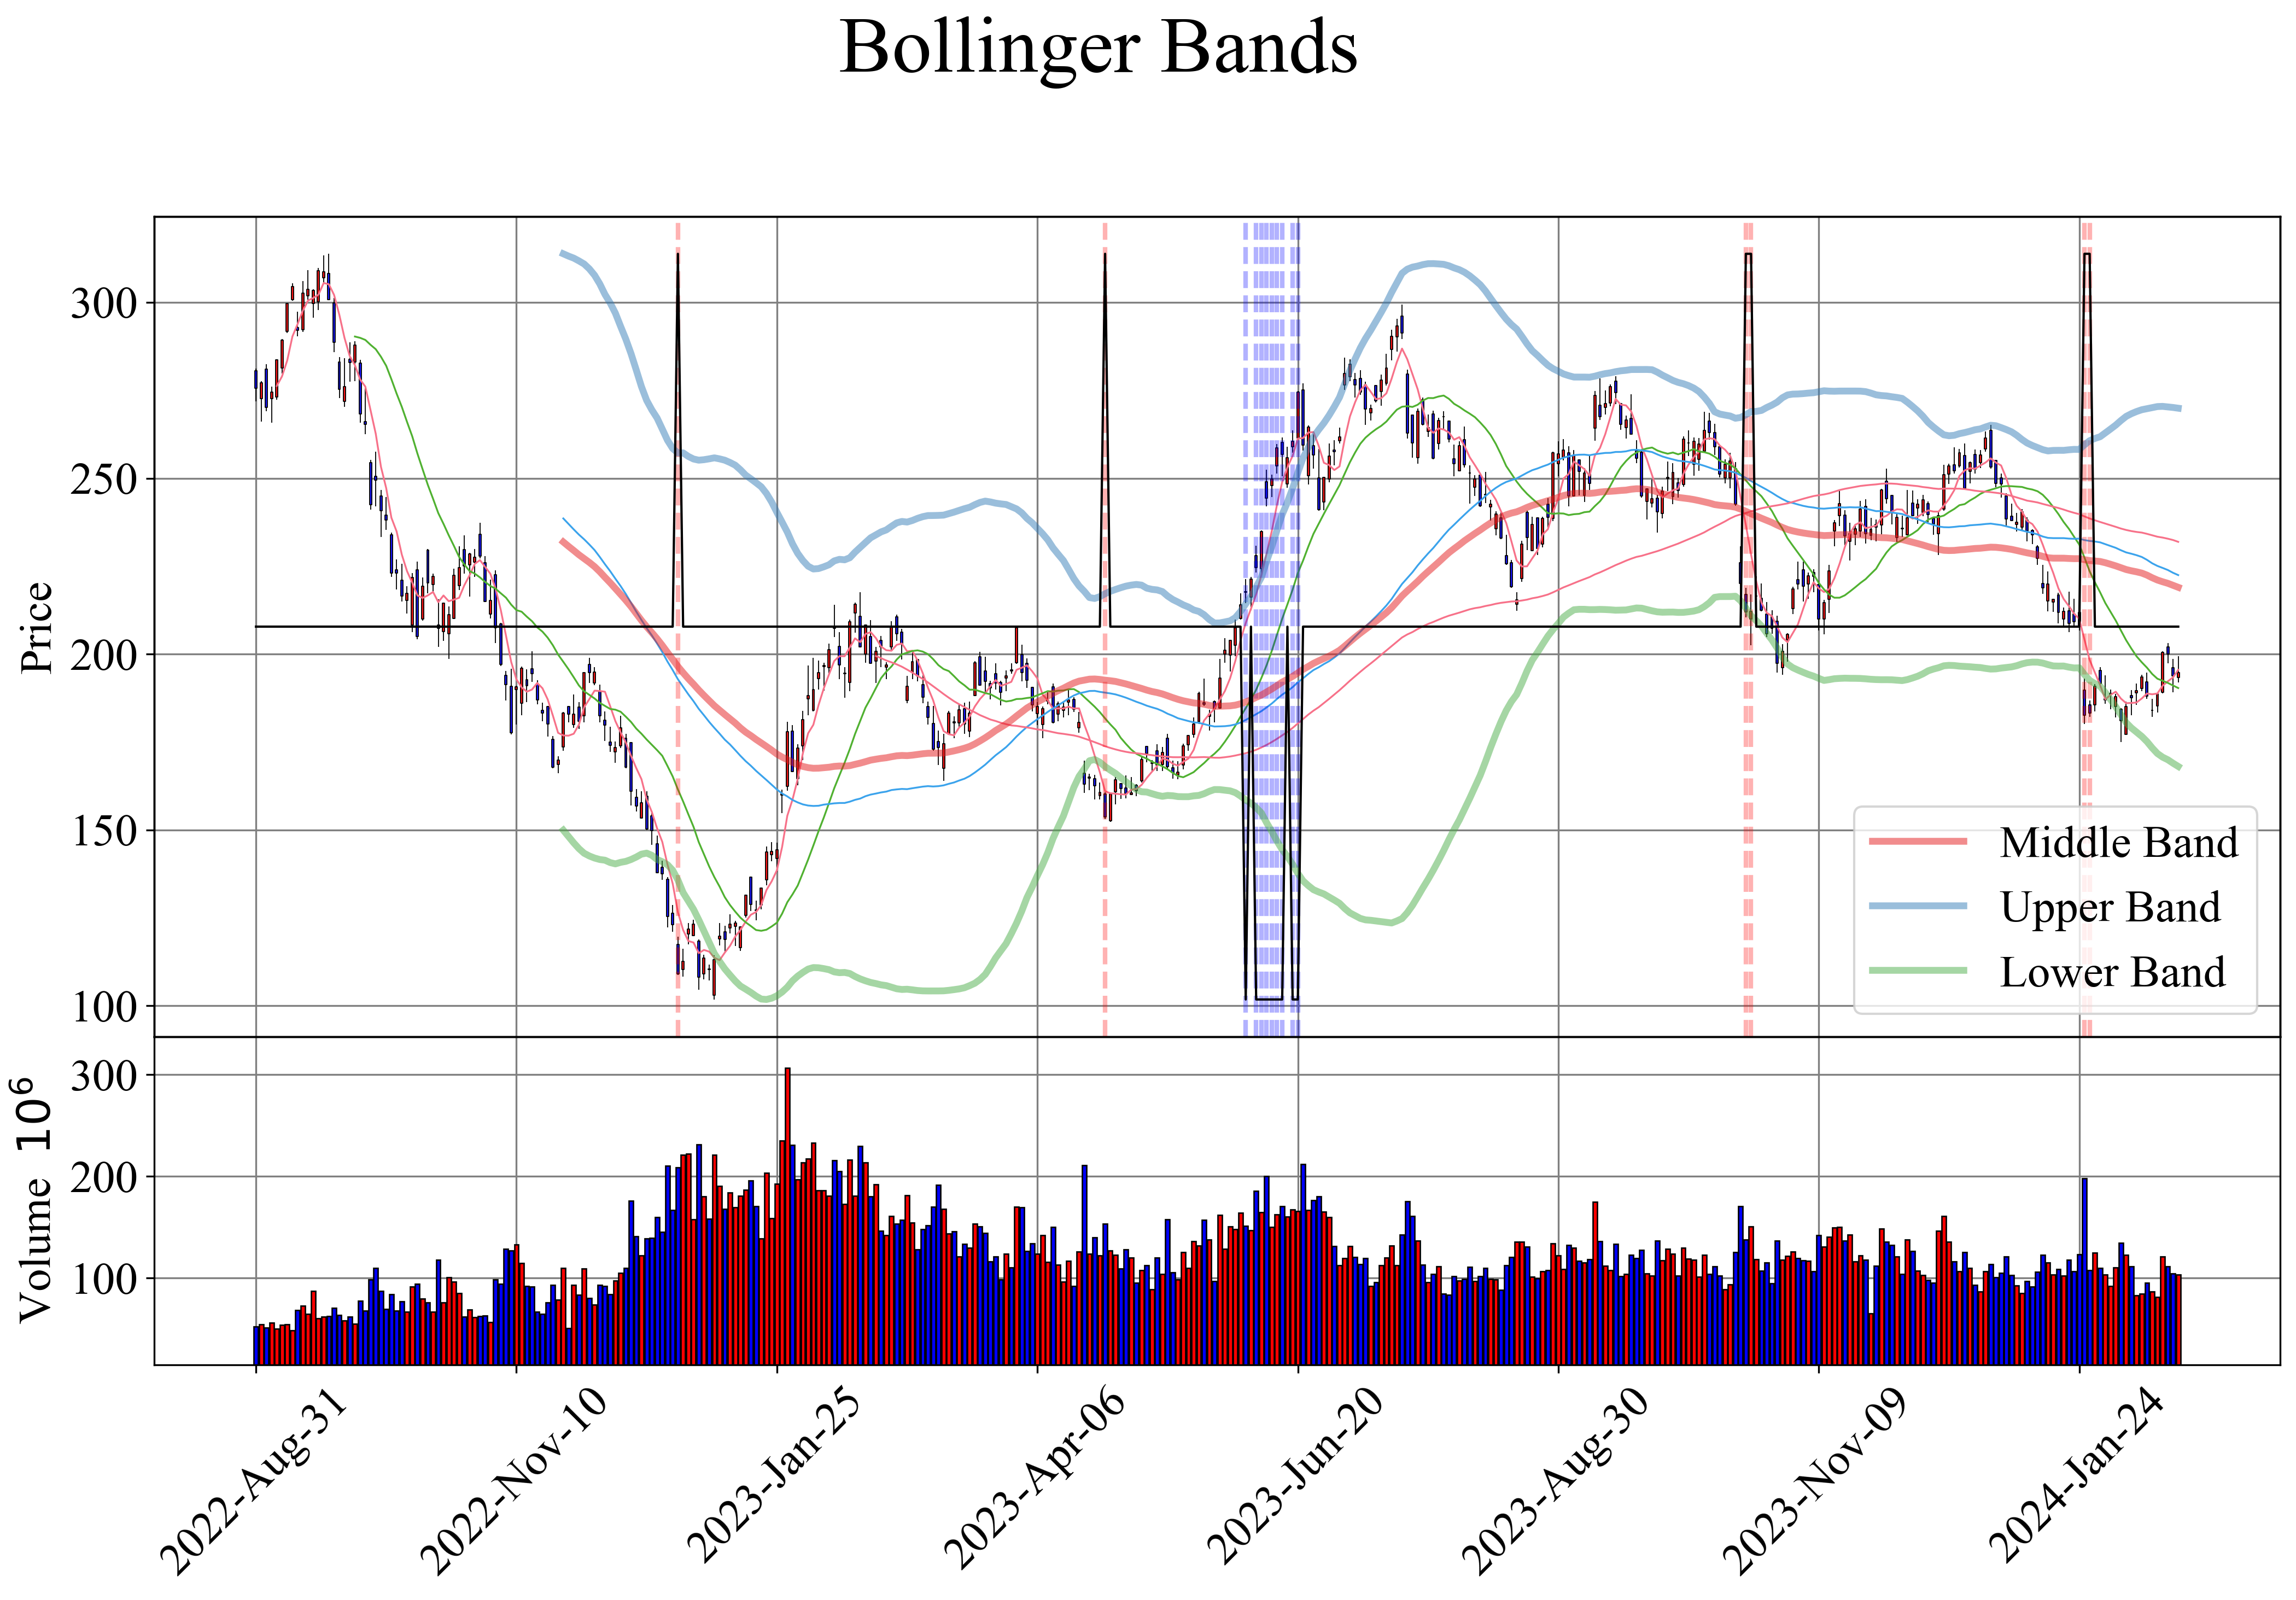 Bollinger Bands
Price
300
250
200
150
100
Middle Band
Upper Band
Lower Band
Volume 10⁶
300
200
100
2022-Aug-31
2022-Nov-10
2023-Jan-25
2023-Apr-06
2023-Jun-20
2023-Aug-30
2023-Nov-09
2024-Jan-24